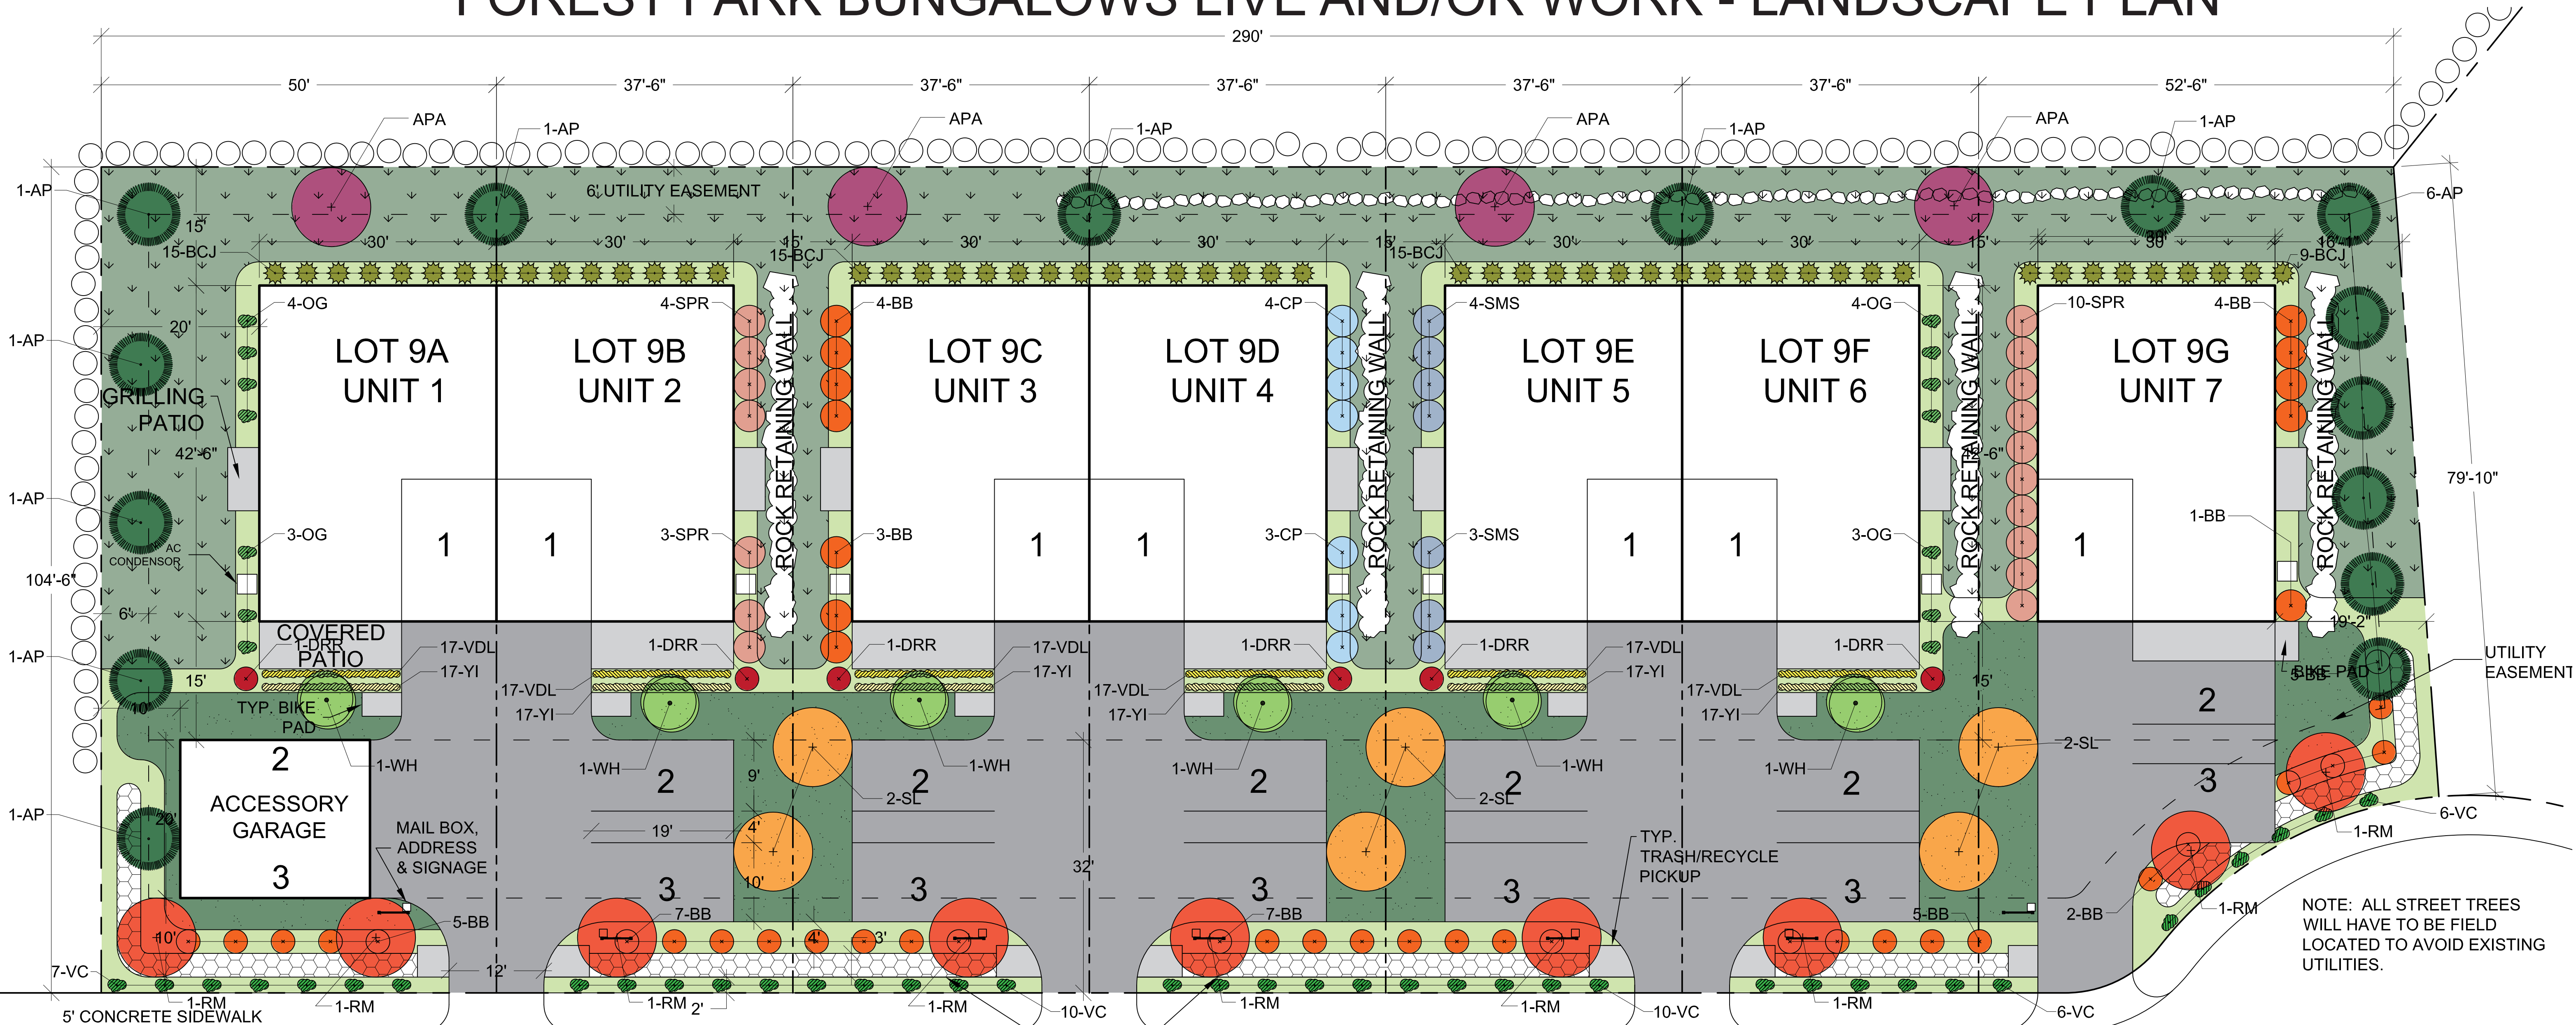 FOREST PARK BUNGALOWS LIVE AND/OR WORK - LANDSCAPE PLAN
290'
50'
37'-6"
37'-6"
37'-6"
37'-6"
37'-6"
52'-6"
APA
1-AP
APA
1-AP
APA
1-AP
APA
1-AP
1-AP
6' UTILITY EASEMENT
6-AP
15'
30'
30'
15'
30'
30'
15'
30'
30'
15'
30'
16'-1"
15-BCJ
15-BCJ
15-BCJ
9-BCJ
4-OG
4-SPR
4-BB
4-CP
4-SMS
4-OG
10-SPR
4-BB
20'
1-AP
LOT 9A
UNIT 1
LOT 9B
UNIT 2
LOT 9C
UNIT 3
LOT 9D
UNIT 4
LOT 9E
UNIT 5
LOT 9F
UNIT 6
LOT 9G
UNIT 7
GRILLING
PATIO
ROCK RETAINING WALL
ROCK RETAINING WALL
ROCK RETAINING WALL
ROCK RETAINING WALL
42'-6"
42'-6"
79'-10"
1-AP
3-OG
3-SPR
3-BB
3-CP
3-SMS
3-OG
1-BB
1
1
1
1
1
1
1
AC
CONDENSOR
104'-6"
6'
COVERED
PATIO
1-DRR
17-VDL
17-YI
1-DRR
17-VDL
17-YI
1-DRR
17-VDL
17-YI
1-DRR
17-VDL
17-YI
1-DRR
17-VDL
17-YI
1-DRR
17-VDL
17-YI
19'-2"
UTILITY
EASEMENT
BIKE PAD
5-BB
1-AP
15'
15'
10'
TYP. BIKE
PAD
1-WH
1-WH
1-WH
1-WH
1-WH
1-WH
2-SL
2-SL
2-SL
2
ACCESSORY
GARAGE
3
2
2
2
2
2
2
3
9'
19'
4'
10'
20'
1-AP
MAIL BOX,
ADDRESS
& SIGNAGE
32'
TYP.
TRASH/RECYCLE
PICKUP
3
3
3
3
3
6-VC
1-RM
5-BB
7-BB
7-BB
5-BB
2-BB
1-RM
10'
4'
3'
12'
2'
7-VC
1-RM
1-RM
1-RM
1-RM
10-VC
1-RM
1-RM
10-VC
1-RM
6-VC
5' CONCRETE SIDEWALK
NOTE: ALL STREET TREES
WILL HAVE TO BE FIELD
LOCATED TO AVOID EXISTING
UTILITIES.